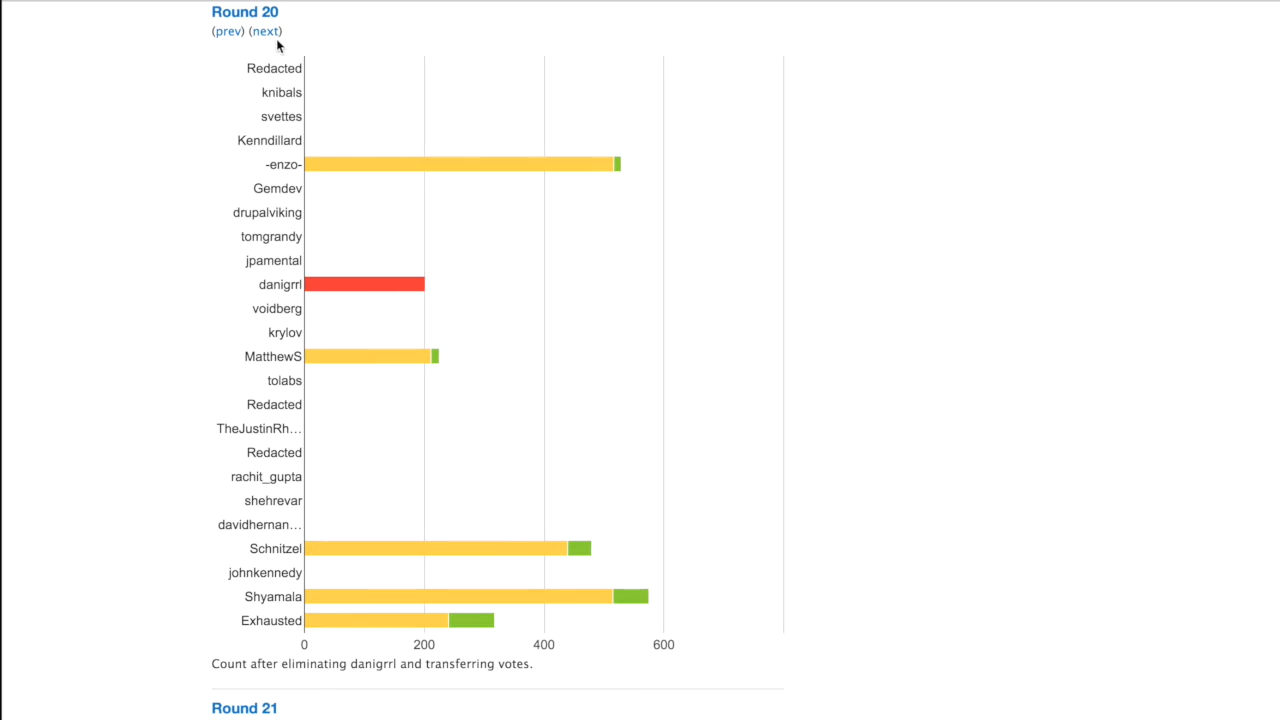 Round 20
(prev) (next)
Redacted
knibals
svettes
Kenndillard
-enzo-
Gemdev
drupalviking
tomgrandy
jpamental
danigrrl
voidberg
krylov
MatthewS
tolabs
Redacted
TheJustinRh...
Redacted
rachit_gupta
shehrevar
davidhernan...
Schnitzel
johnkennedy
Shyamala
Exhausted
0 200 400 600
Count after eliminating danigrrl and transferring votes.
Round 21